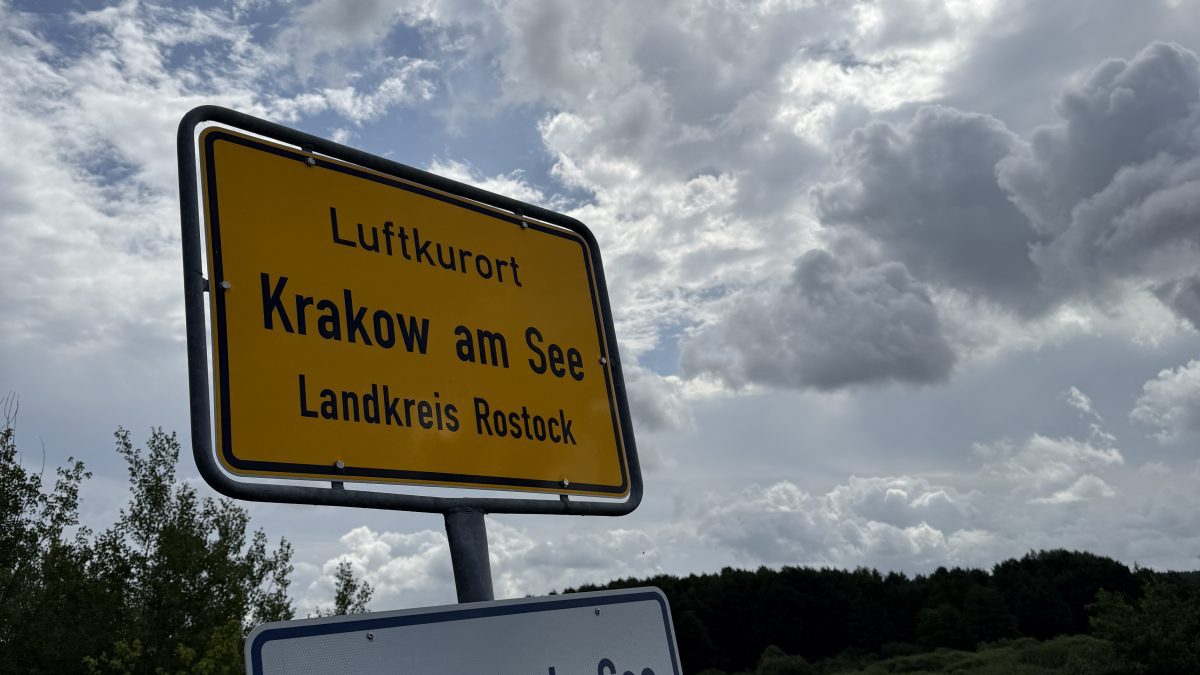 Luftkurort
Krakow am See
Landkreis Rostock